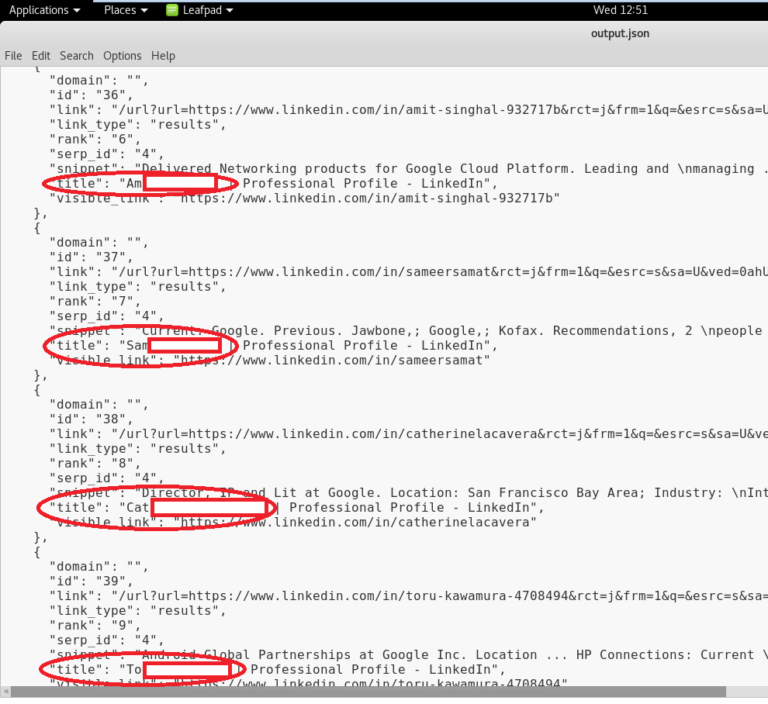 Applications Places Leafpad Wed 12:51
output.json
File Edit Search Options Help
{
"domain": "",
"id": "36",
"link": "/url?url=https://www.linkedin.com/in/amit-singhal-932717b&rct=j&frm=1&q=&esrc=s&sa=U
"link_type": "results",
"rank": "6",
"serp_id": "4",
"snippet": "Delivered Networking products for Google Cloud Platform. Leading and \nmanaging .
"title": "Am | Professional Profile - LinkedIn",
"visible_link": "https://www.linkedin.com/in/amit-singhal-932717b"
},
{
"domain": "",
"id": "37",
"link": "/url?url=https://www.linkedin.com/in/sameersamat&rct=j&frm=1&q=&esrc=s&sa=U&ved=0ahU
"link_type": "results",
"rank": "7",
"serp_id": "4",
"snippet": "Current. Google. Previous. Jawbone,; Google,; Kofax. Recommendations, 2 \npeople
"title": "Sam | Professional Profile - LinkedIn",
"visible_link": "https://www.linkedin.com/in/sameersamat"
},
{
"domain": "",
"id": "38",
"link": "/url?url=https://www.linkedin.com/in/catherinelacavera&rct=j&frm=1&q=&esrc=s&sa=U&ve
"link_type": "results",
"rank": "8",
"serp_id": "4",
"snippet": "Director, IP and Lit at Google. Location: San Francisco Bay Area; Industry: \nInt
"title": "Cat | Professional Profile - LinkedIn",
"visible_link": "https://www.linkedin.com/in/catherinelacavera"
},
{
"domain": "",
"id": "39",
"link": "/url?url=https://www.linkedin.com/in/toru-kawamura-4708494&rct=j&frm=1&q=&esrc=s&sa=
"link_type": "results",
"rank": "9",
"serp_id": "4",
"snippet": "Android Global Partnerships at Google Inc. Location ... HP Connections: Current \
"title": "To | Professional Profile - LinkedIn",
"visible_link": "https://www.linkedin.com/in/toru-kawamura-4708494"